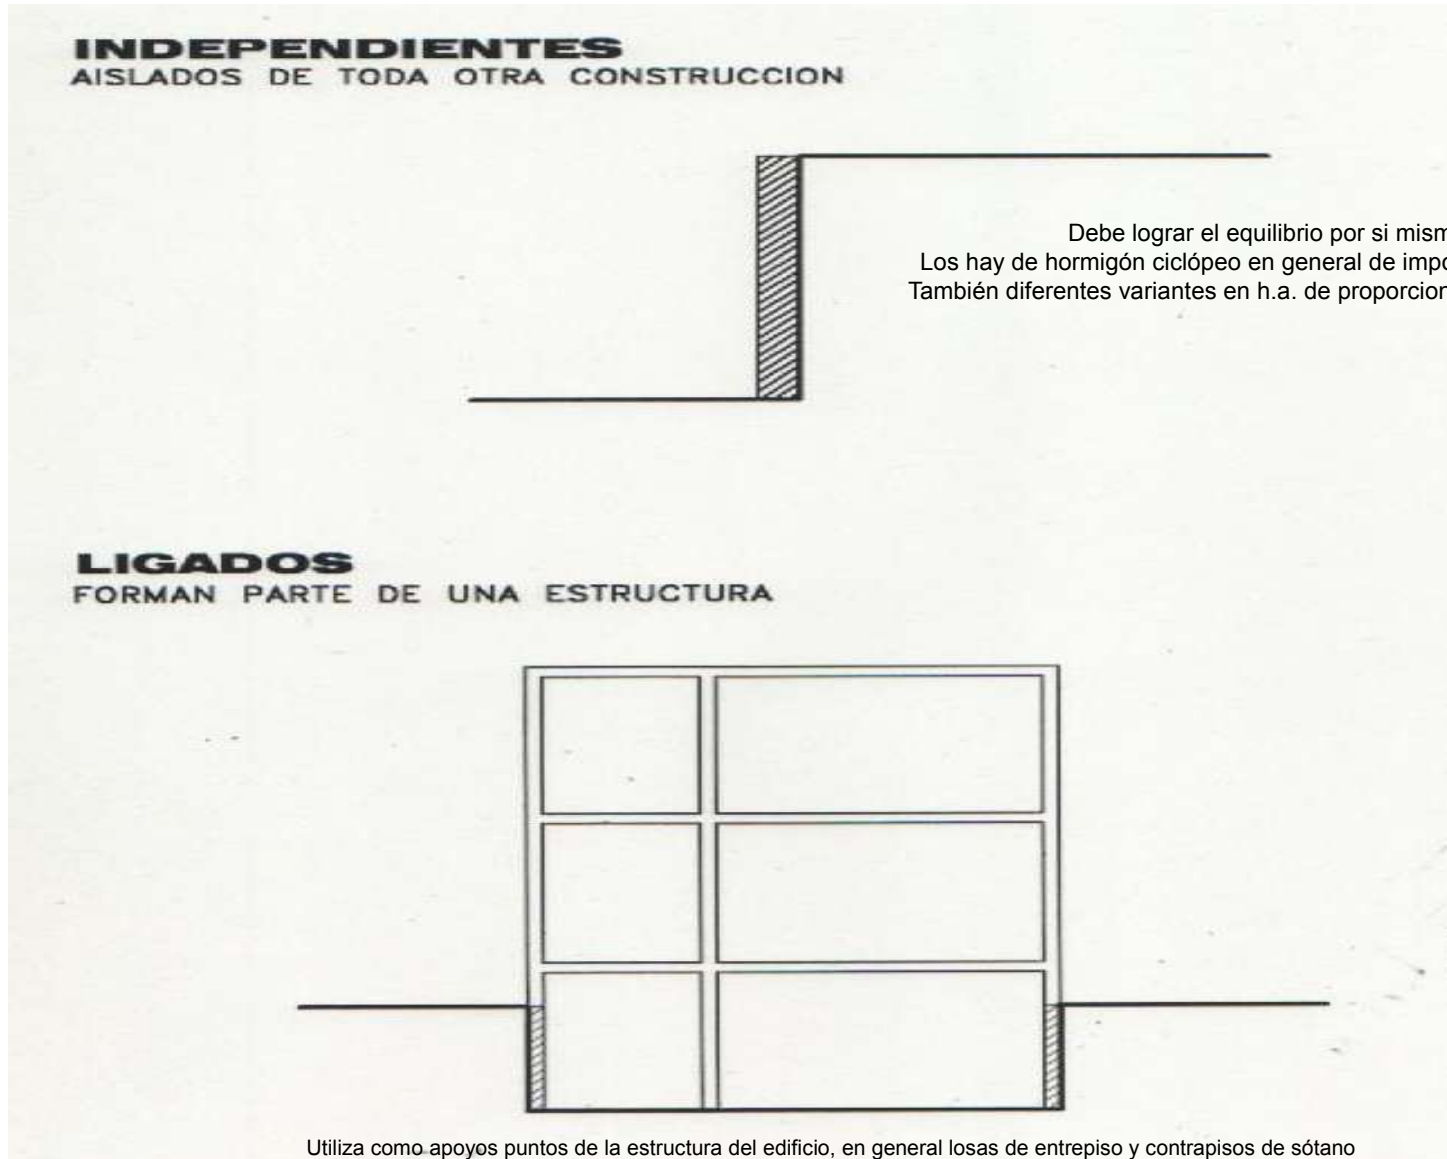 INDEPENDIENTES
AISLADOS DE TODA OTRA CONSTRUCCION
Debe lograr el equilibrio por si mism
Los hay de hormigón ciclópeo en general de impo
También diferentes variantes en h.a. de proporcion
LIGADOS
FORMAN PARTE DE UNA ESTRUCTURA
Utiliza como apoyos puntos de la estructura del edificio, en general losas de entrepiso y contrapisos de sótano